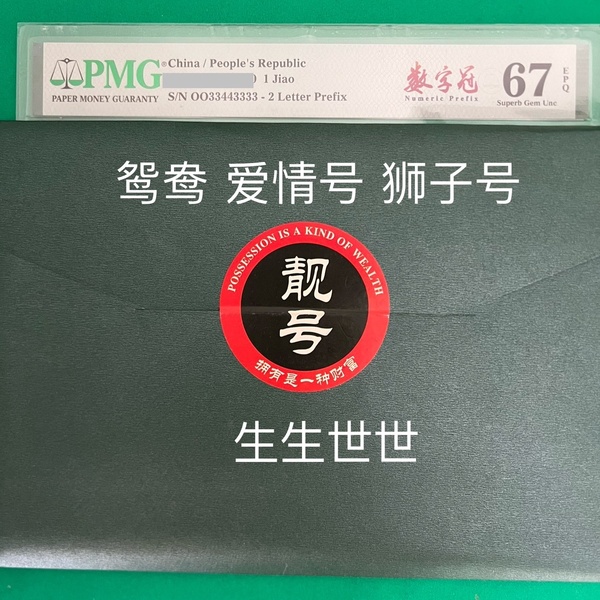 PMG
PAPER MONEY GUARANTY
China / People's Republic
1 Jiao
S/N OO33443333 - 2 Letter Prefix
数字冠
Numeric Prefix
67
EPQ
Superb Gem Unc
鸳鸯 爱情号 狮子号
POSSESSION IS A KIND OF WEALTH
靓号
拥有是一种财富
生生世世